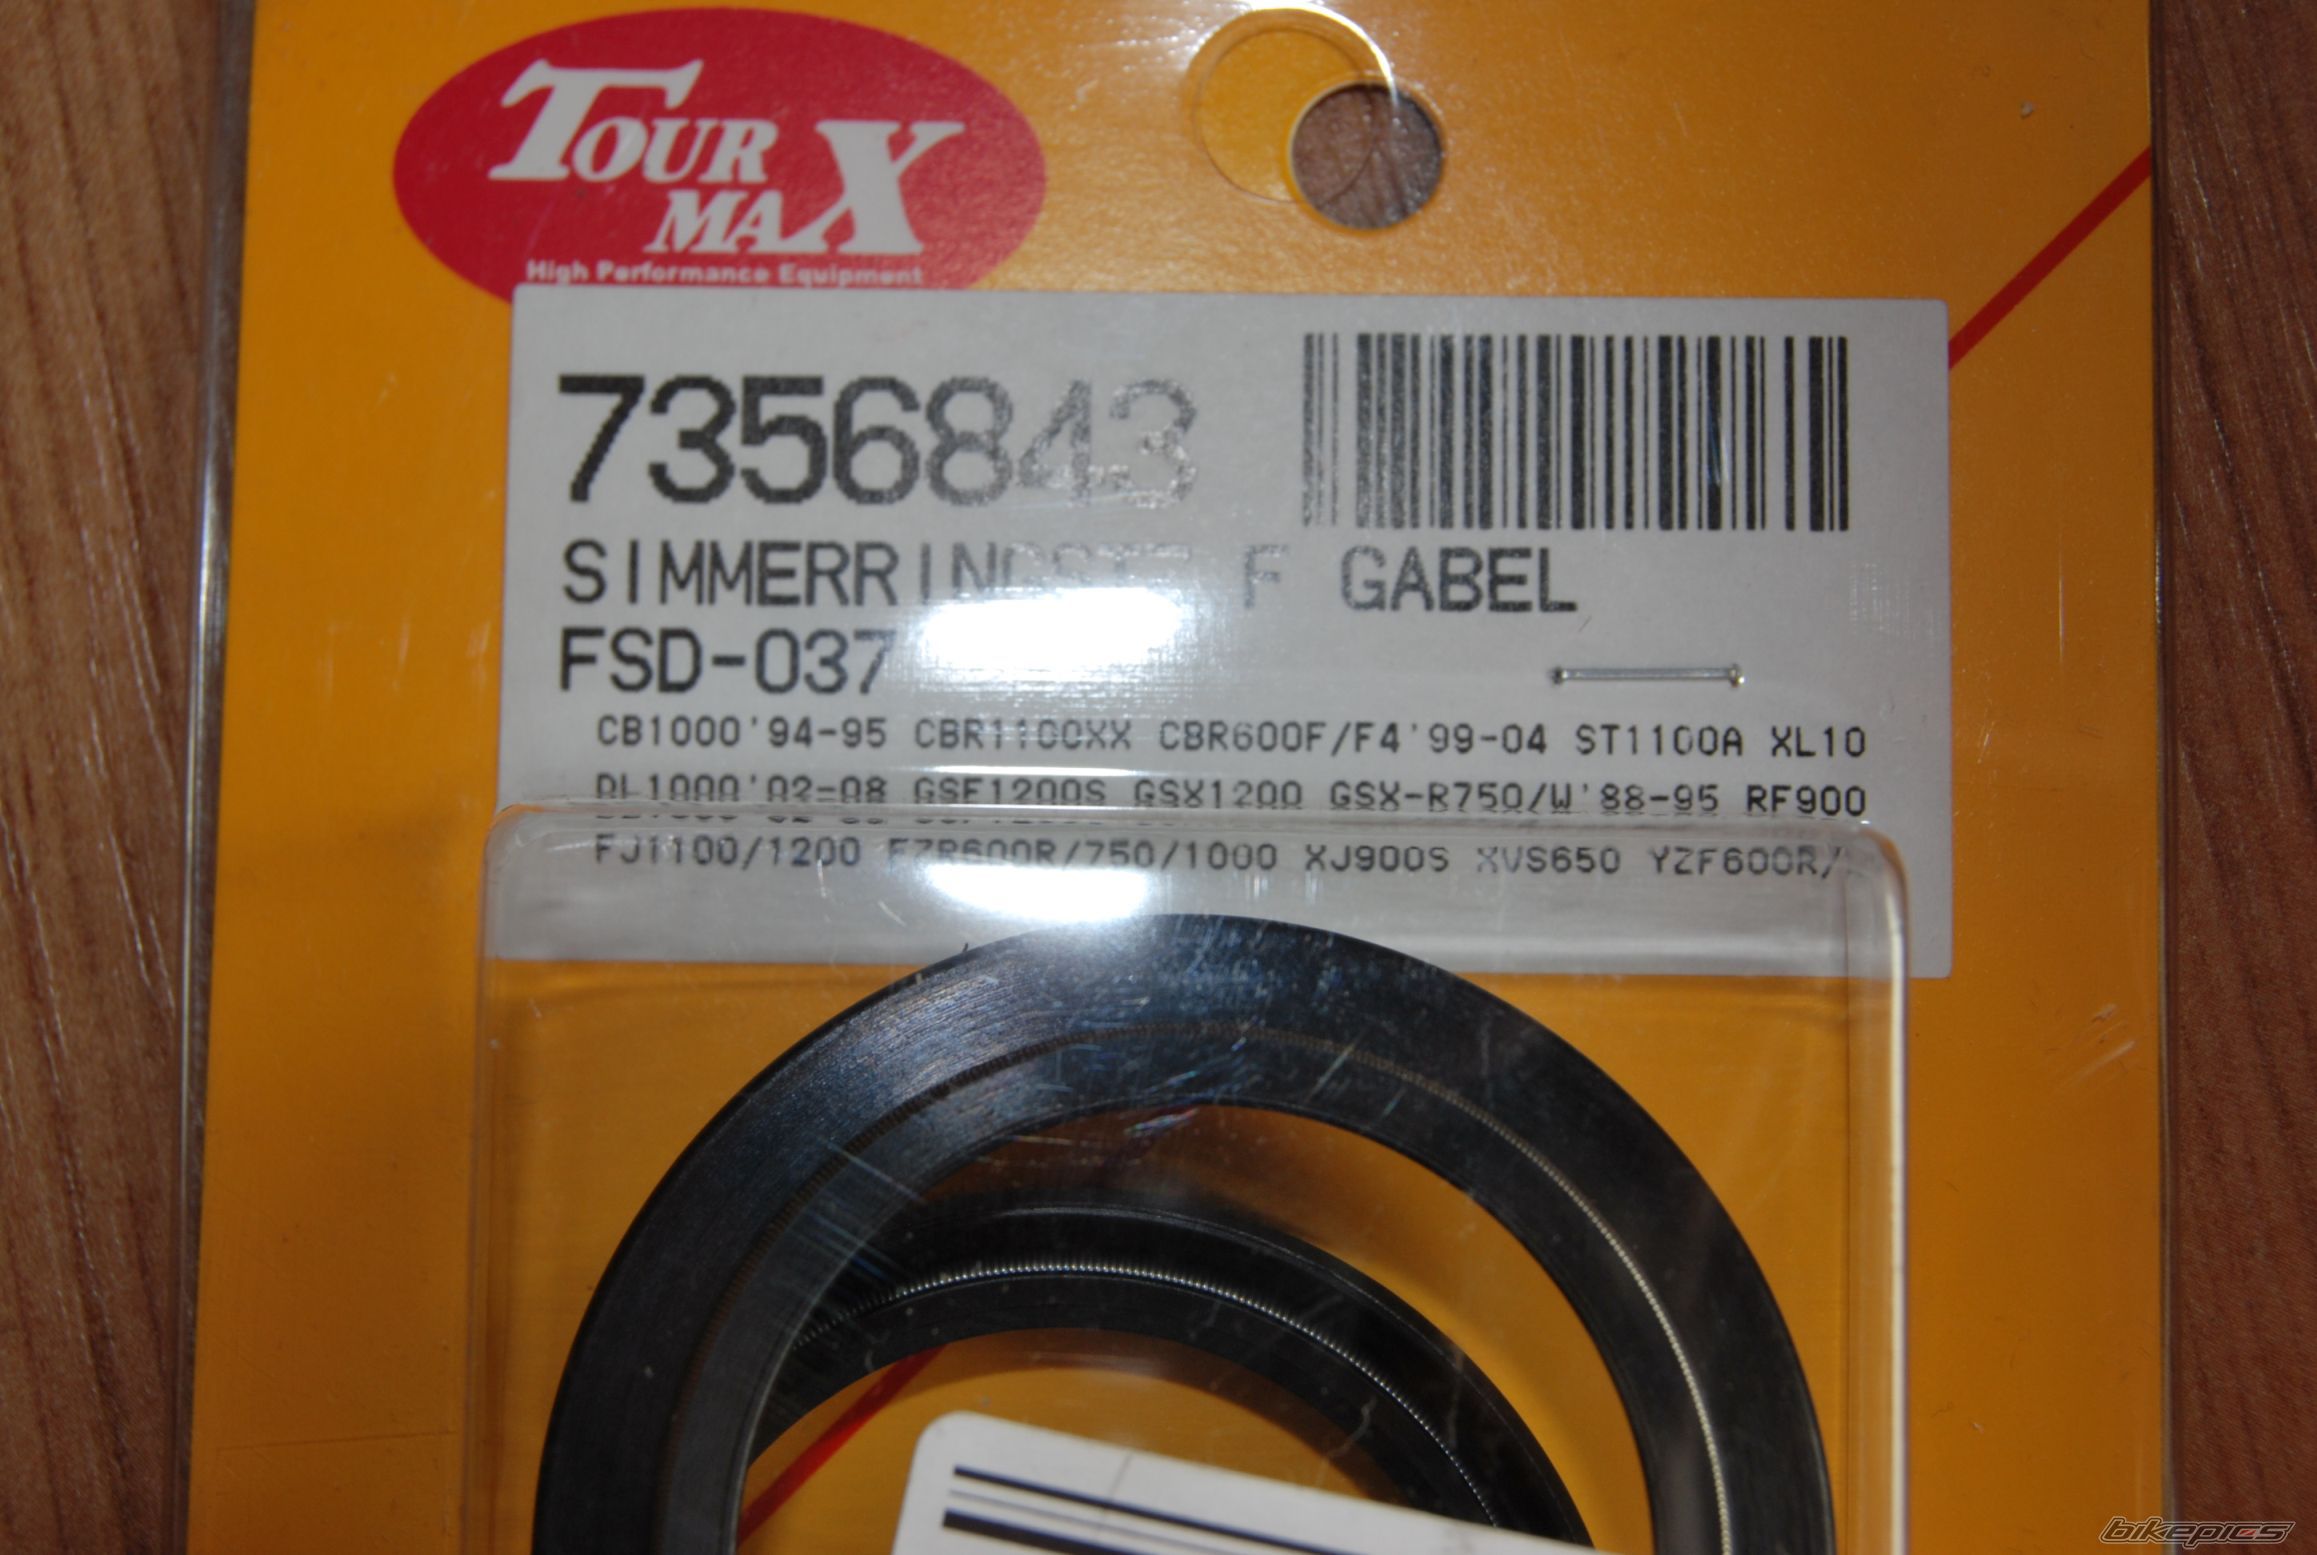 TOUR
MAX
High Performance Equipment
7356843
SIMMERRINGST F GABEL
FSD-037
CB1000'94-95 CBR1100XX CBR600F/F4'99-04 ST1100A XL10
DL1000'02-08 GSF1200S GSX1200 GSX-R750/W'88-95 RF900
FJ1100/1200 FZR600R/750/1000 XJ900S XVS650 YZF600R/
bikepics